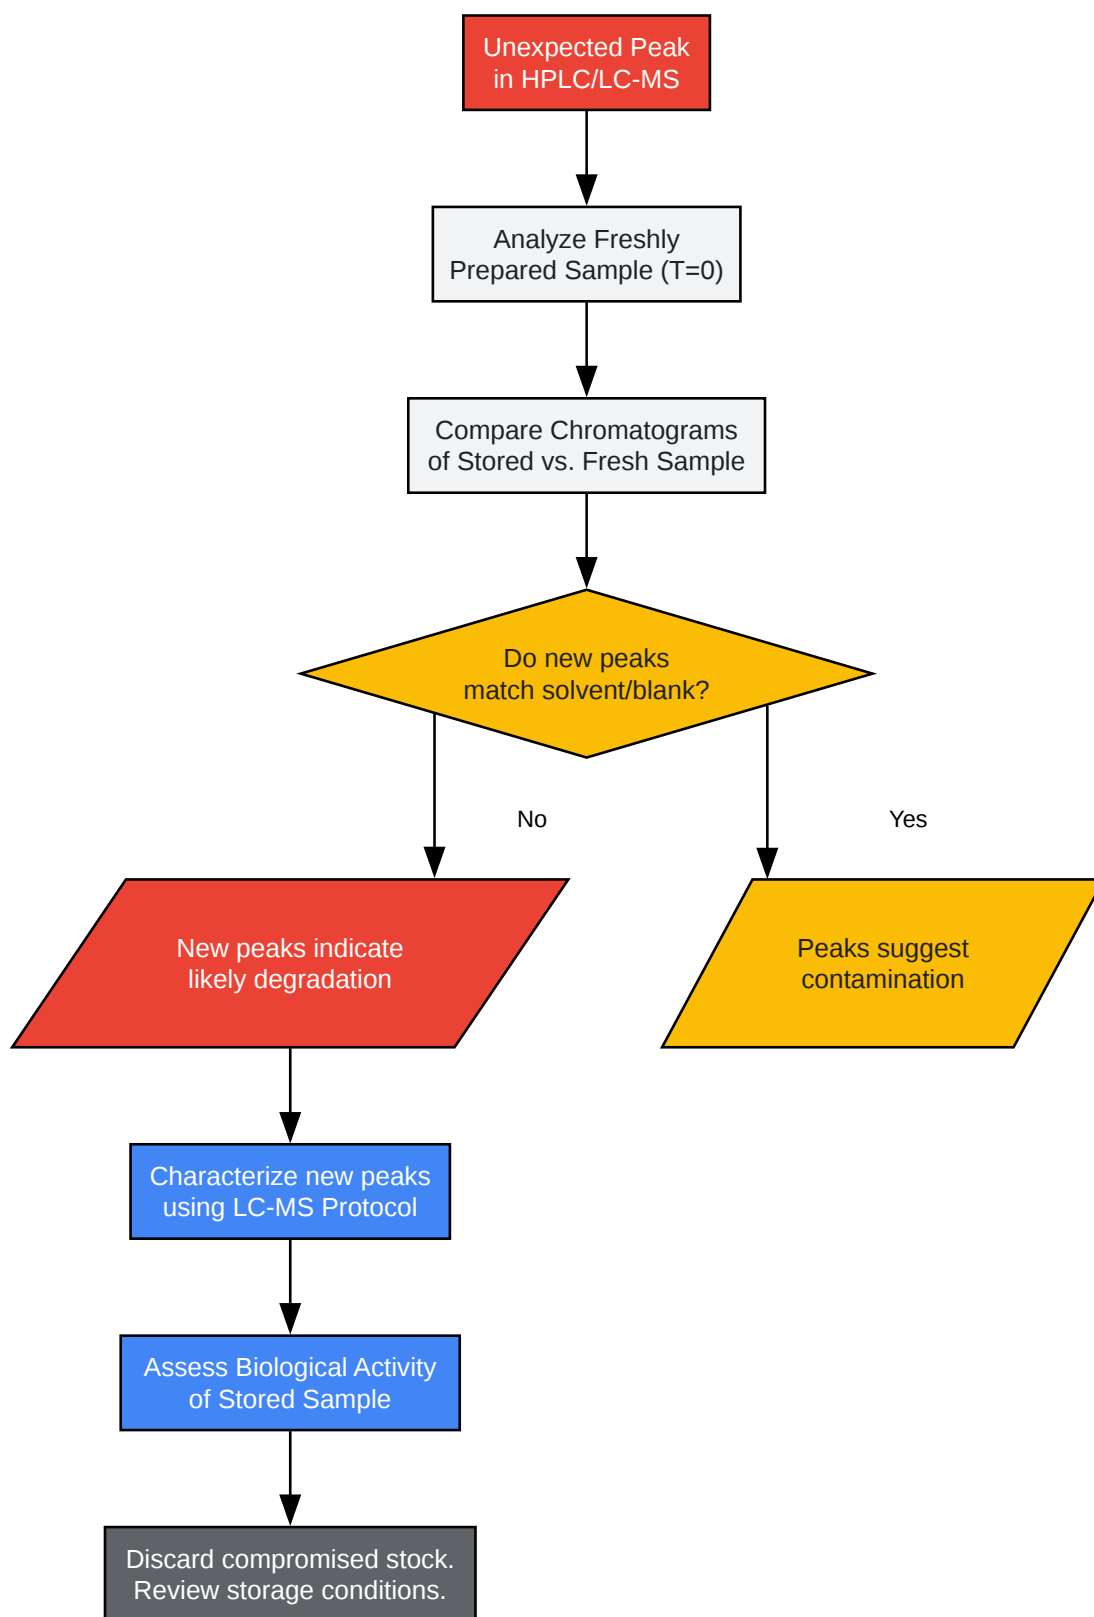 Unexpected Peak
in HPLC/LC-MS
Analyze Freshly
Prepared Sample (T=0)
Compare Chromatograms
of Stored vs. Fresh Sample
Do new peaks
match solvent/blank?
No
Yes
New peaks indicate
likely degradation
Peaks suggest
contamination
Characterize new peaks
using LC-MS Protocol
Assess Biological Activity
of Stored Sample
Discard compromised stock.
Review storage conditions.